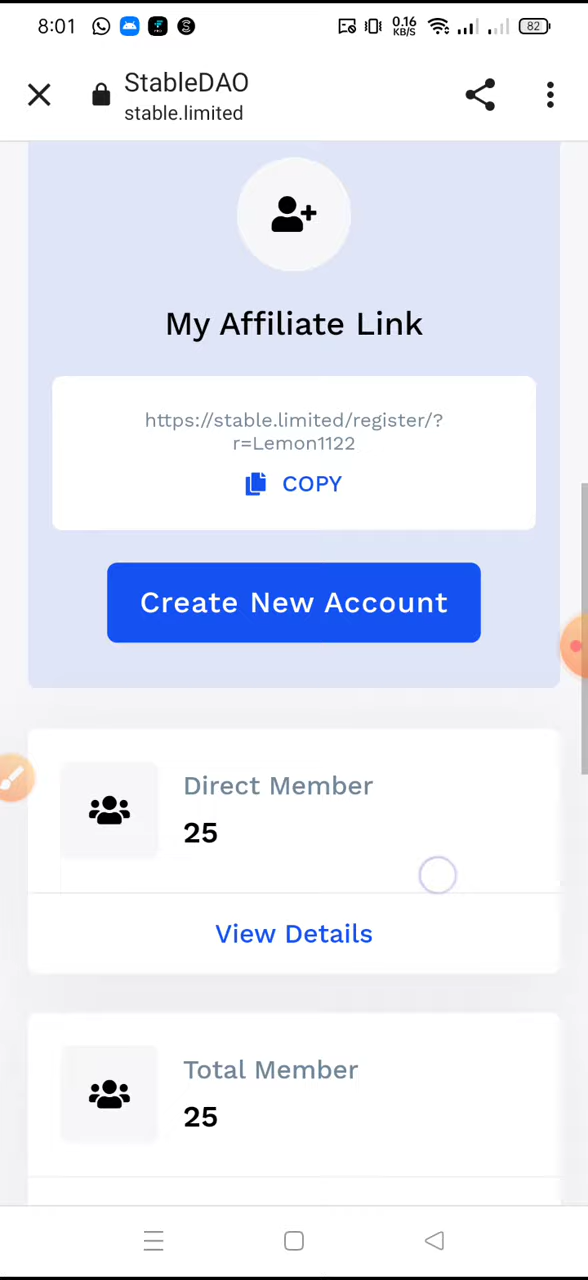 8:01
0.16
KB/S
82
StableDAO
stable.limited
My Affiliate Link
https://stable.limited/register/?
r=Lemon1122
COPY
Create New Account
Direct Member
25
View Details
Total Member
25